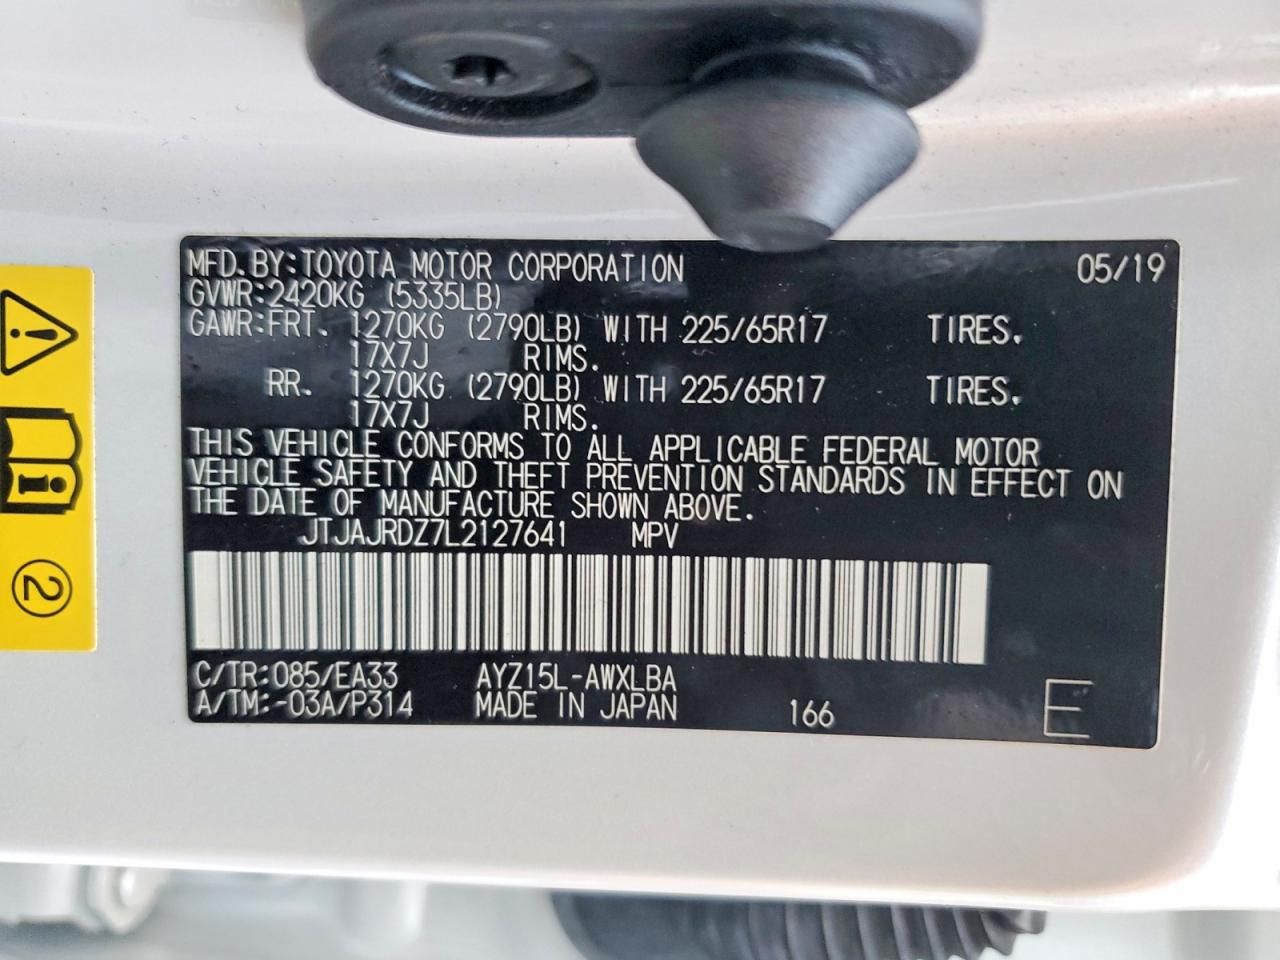 MFD. BY: TOYOTA MOTOR CORPORATION 05/19
GVWR: 2420KG (5335LB)
GAWR: FRT. 1270KG (2790LB) WITH 225/65R17 TIRES.
17X7J RIMS.
RR. 1270KG (2790LB) WITH 225/65R17 TIRES.
17X7J RIMS.
THIS VEHICLE CONFORMS TO ALL APPLICABLE FEDERAL MOTOR
VEHICLE SAFETY AND THEFT PREVENTION STANDARDS IN EFFECT ON
THE DATE OF MANUFACTURE SHOWN ABOVE.
JTJAJRDZ7L2127641 MPV
C/TR: 085/EA33 AYZ15L-AWXLBA
A/TM: -03A/P314 MADE IN JAPAN 166 E
2